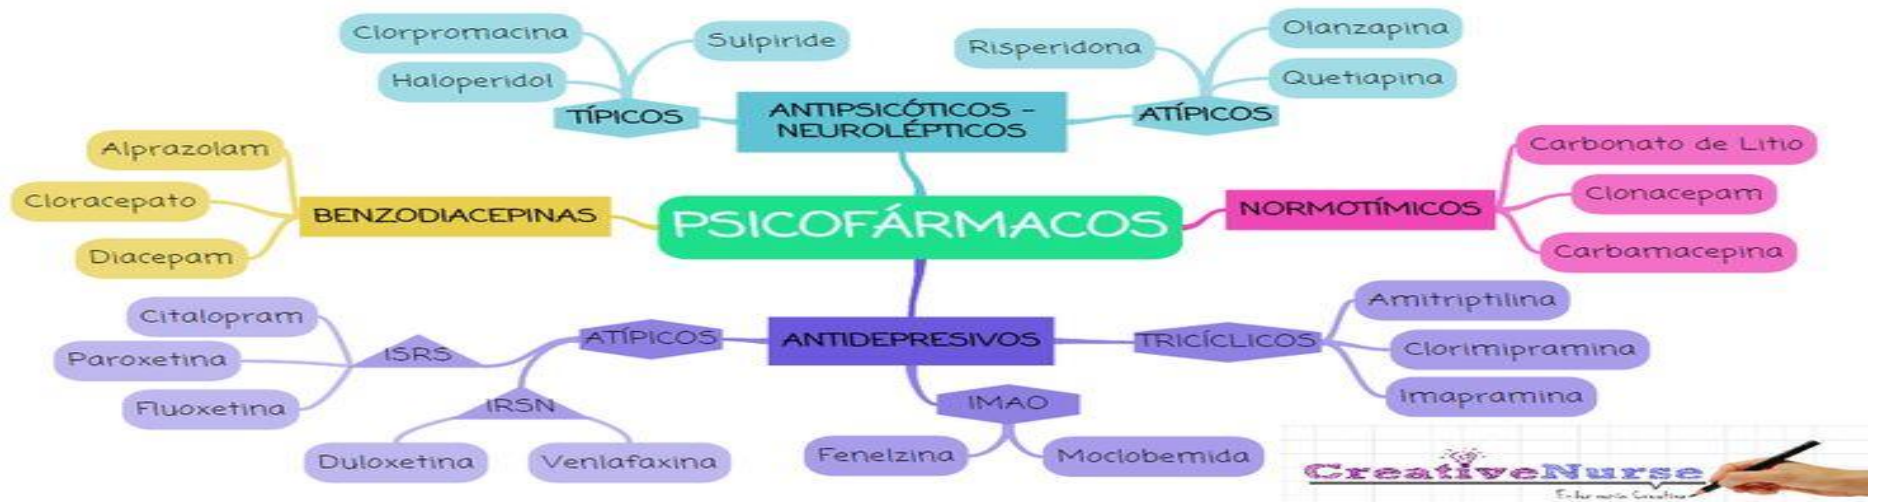 Clorpromacina
Sulpiride
Haloperidol
TÍPICOS
ANTIPSICÓTICOS -
NEUROLÉPTICOS
ATÍPICOS
Risperidona
Olanzapina
Quetiapina
Alprazolam
Cloracepato
Diacepam
BENZODIACEPINAS
PSICOFÁRMACOS
NORMOTÍMICOS
Carbonato de Litio
Clonacepam
Carbamacepina
Citalopram
Paroxetina
Fluoxetina
ISRS
ATÍPICOS
IRSN
Duloxetina
Venlafaxina
ANTIDEPRESIVOS
IMAO
Fenelzina
Moclobemida
TRICÍCLICOS
Amitriptilina
Clorimipramina
Imapramina
CreativeNurse
Enfermería Creativa